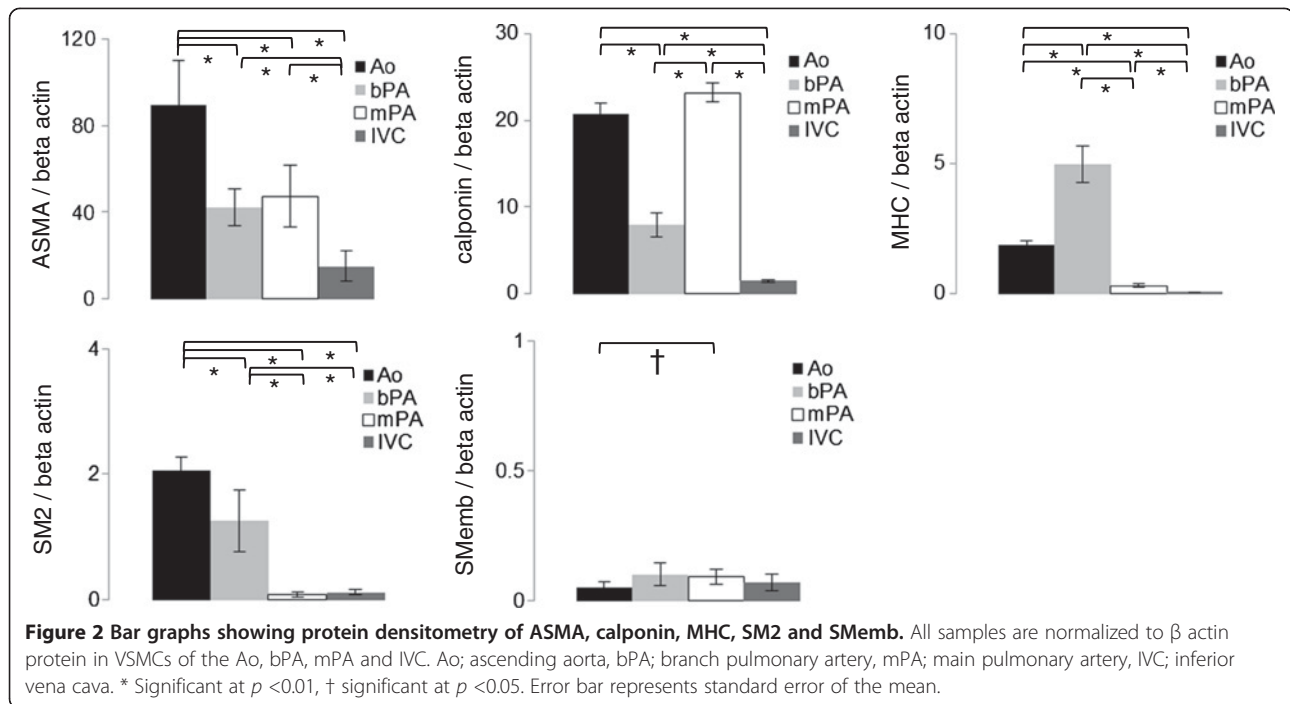 120
80
40
0
ASMA / beta actin
* * *
* * *
Ao
bPA
mPA
IVC
30
20
10
0
calponin / beta actin
*
* *
* *
Ao
bPA
mPA
IVC
10
5
0
MHC / beta actin
*
* *
* *
*
Ao
bPA
mPA
IVC
4
2
0
SM2 / beta actin
* * *
* *
Ao
bPA
mPA
IVC
1
0.5
0
SMemb / beta actin
†
Ao
bPA
mPA
IVC
Figure 2 Bar graphs showing protein densitometry of ASMA, calponin, MHC, SM2 and SMemb. All samples are normalized to β actin
protein in VSMCs of the Ao, bPA, mPA and IVC. Ao; ascending aorta, bPA; branch pulmonary artery, mPA; main pulmonary artery, IVC; inferior
vena cava. * Significant at p <0.01, † significant at p <0.05. Error bar represents standard error of the mean.